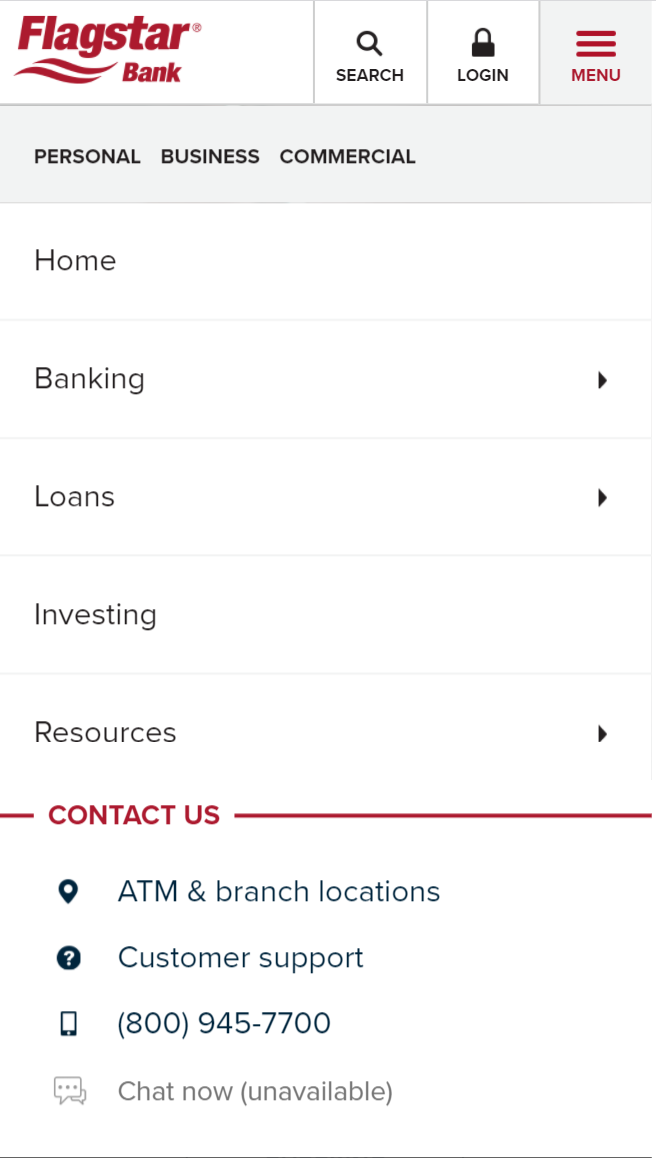 Flagstar®
Bank
SEARCH
LOGIN
MENU
PERSONAL BUSINESS COMMERCIAL
Home
Banking
Loans
Investing
Resources
CONTACT US
ATM & branch locations
Customer support
(800) 945-7700
Chat now (unavailable)